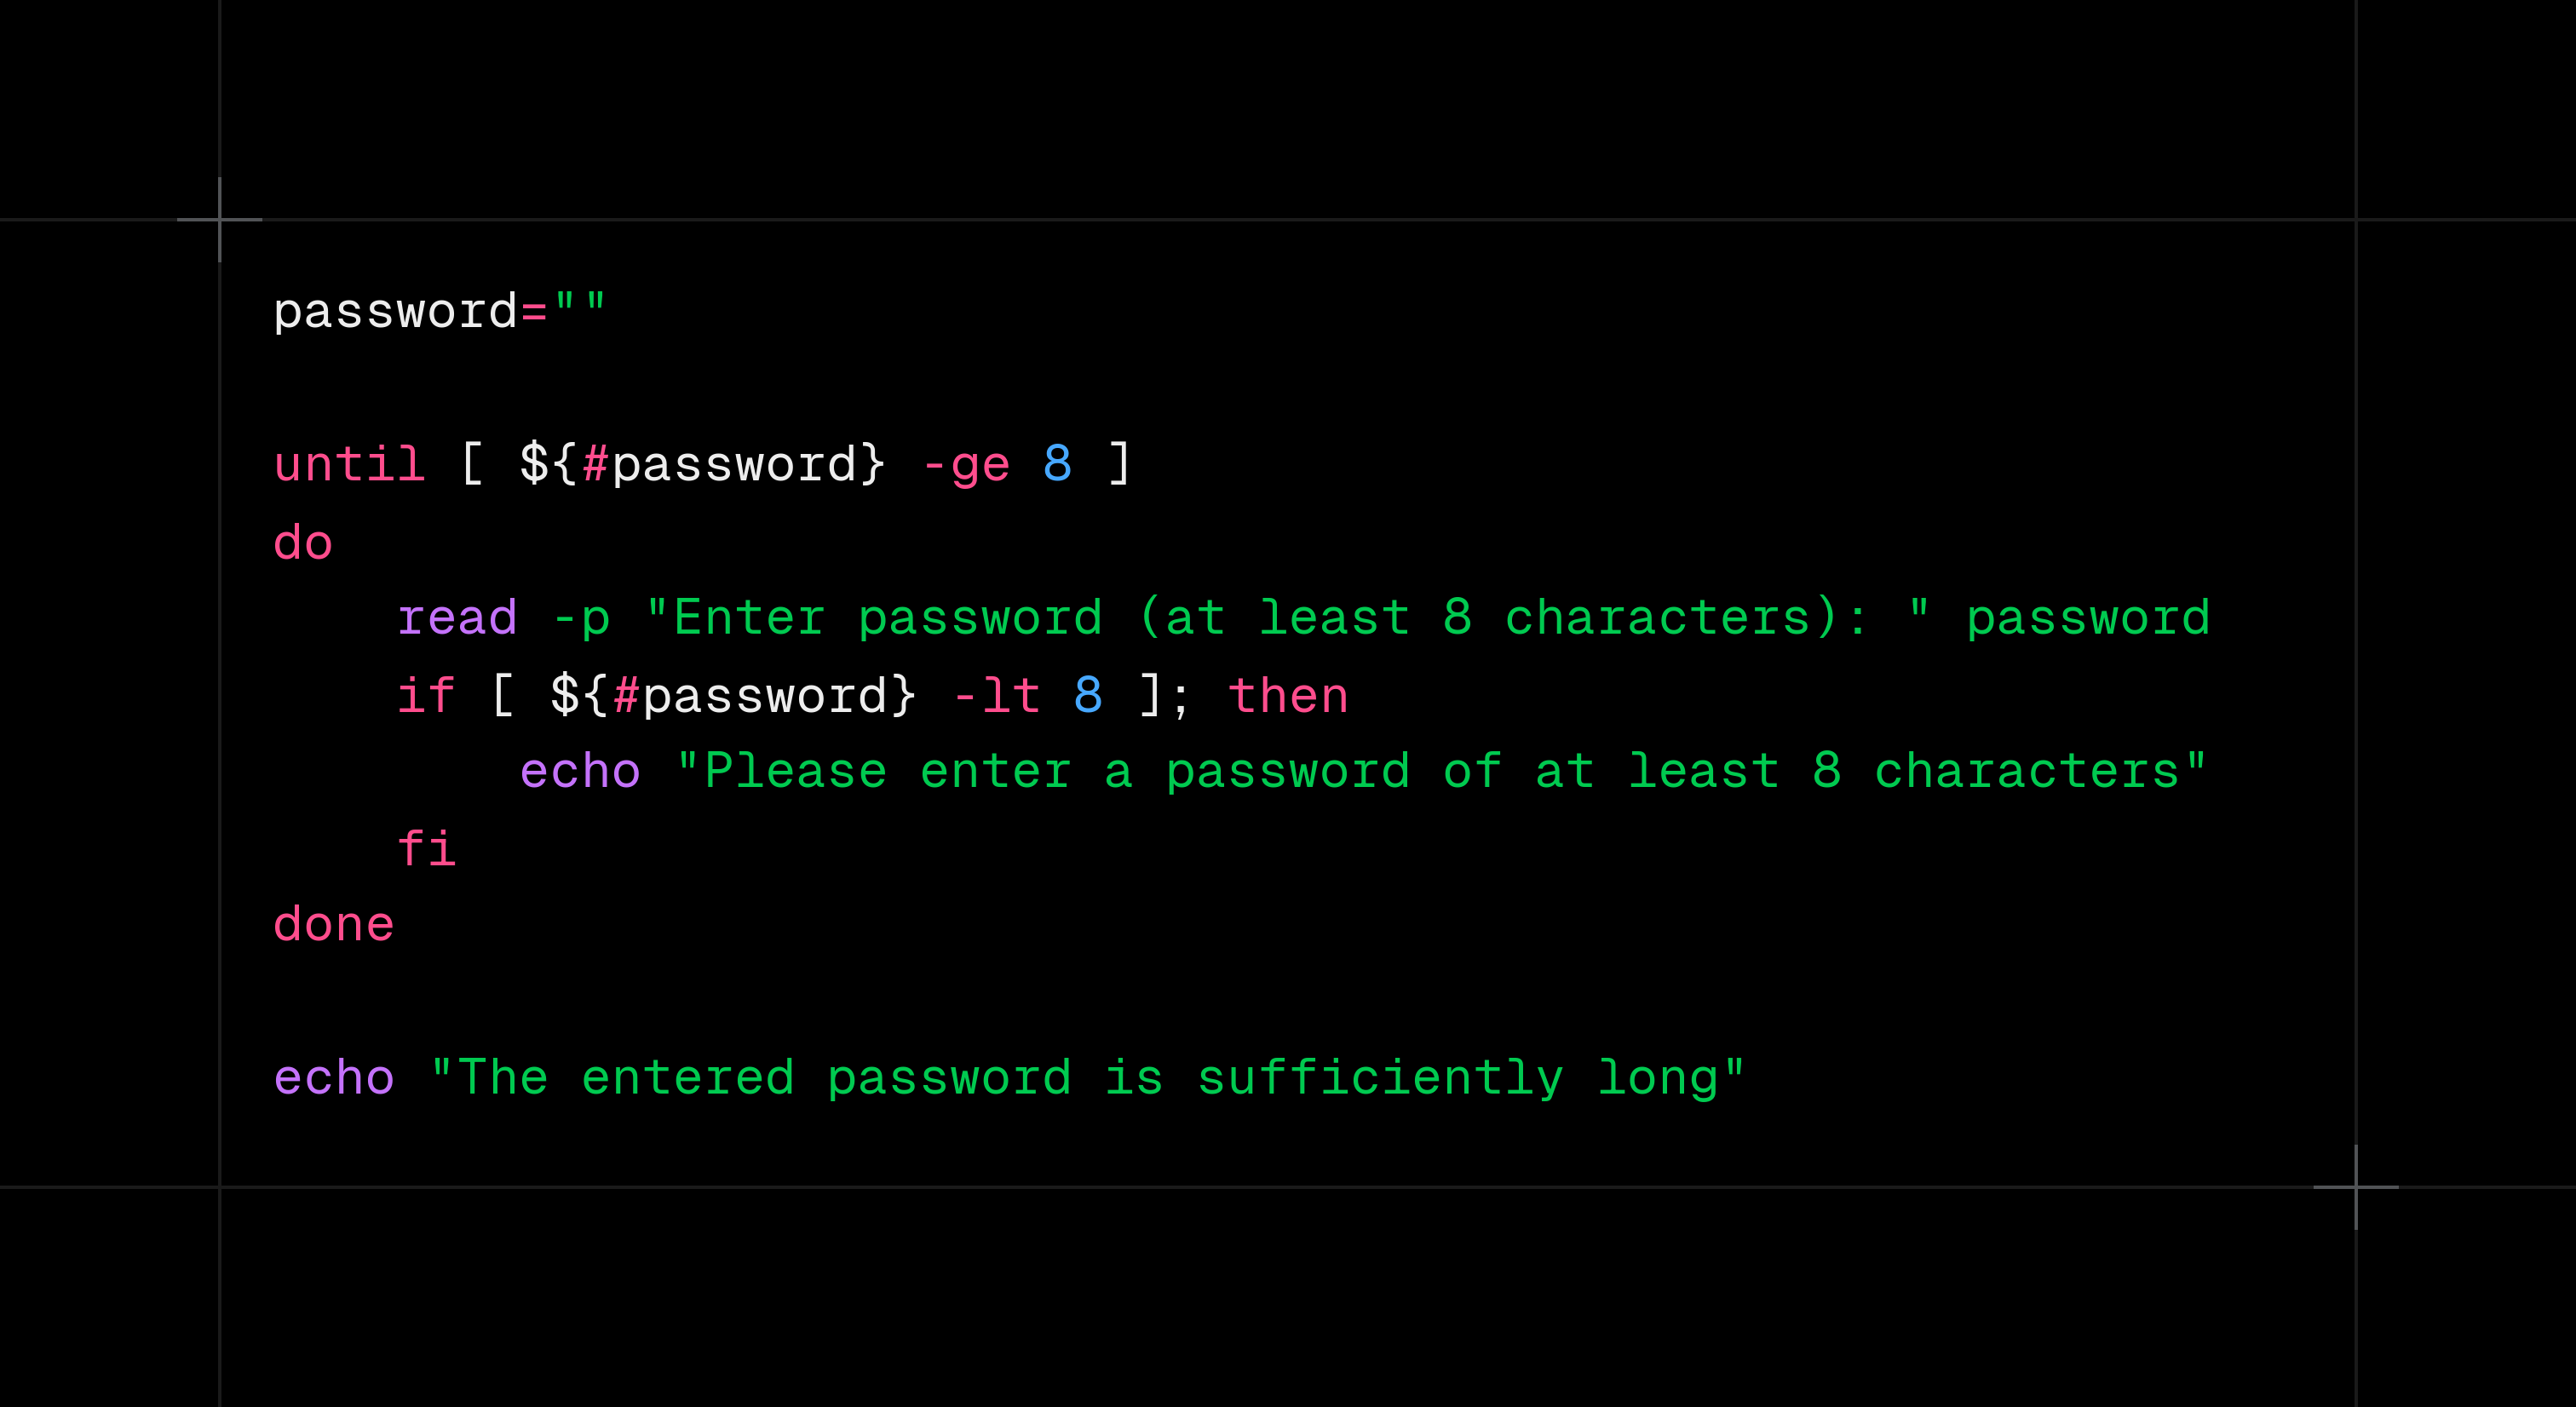 password=""
until [ ${#password} -ge 8 ]
do
    read -p "Enter password (at least 8 characters): " password
    if [ ${#password} -lt 8 ]; then
        echo "Please enter a password of at least 8 characters"
    fi
done
echo "The entered password is sufficiently long"